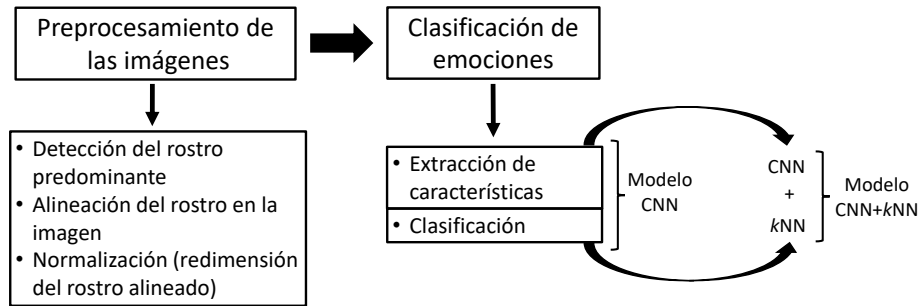 Preprocesamiento de
las imágenes
Clasificación de
emociones
• Detección del rostro
predominante
• Alineación del rostro en la
imagen
• Normalización (redimensión
del rostro alineado)
• Extracción de
características
• Clasificación
Modelo
CNN
CNN
+
kNN
Modelo
CNN+kNN